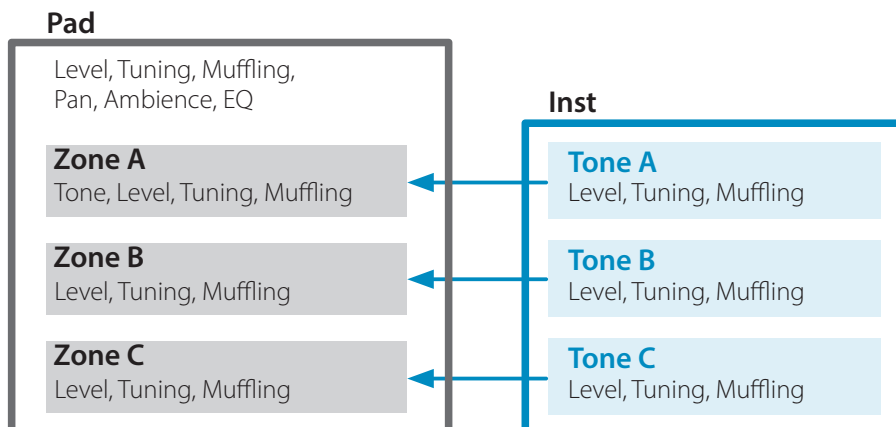 Pad
Level, Tuning, Muffling,
Pan, Ambience, EQ
Zone A
Tone, Level, Tuning, Muffling
Zone B
Level, Tuning, Muffling
Zone C
Level, Tuning, Muffling
Inst
Tone A
Level, Tuning, Muffling
Tone B
Level, Tuning, Muffling
Tone C
Level, Tuning, Muffling